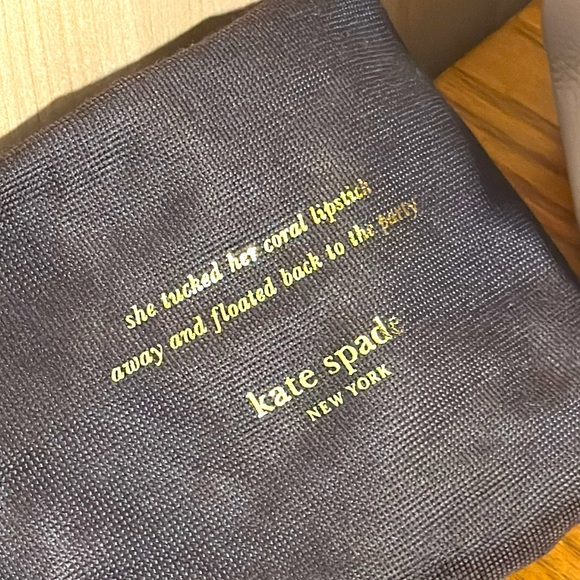 she tucked her coral lipstick
away and floated back to the party
kate spade
NEW YORK